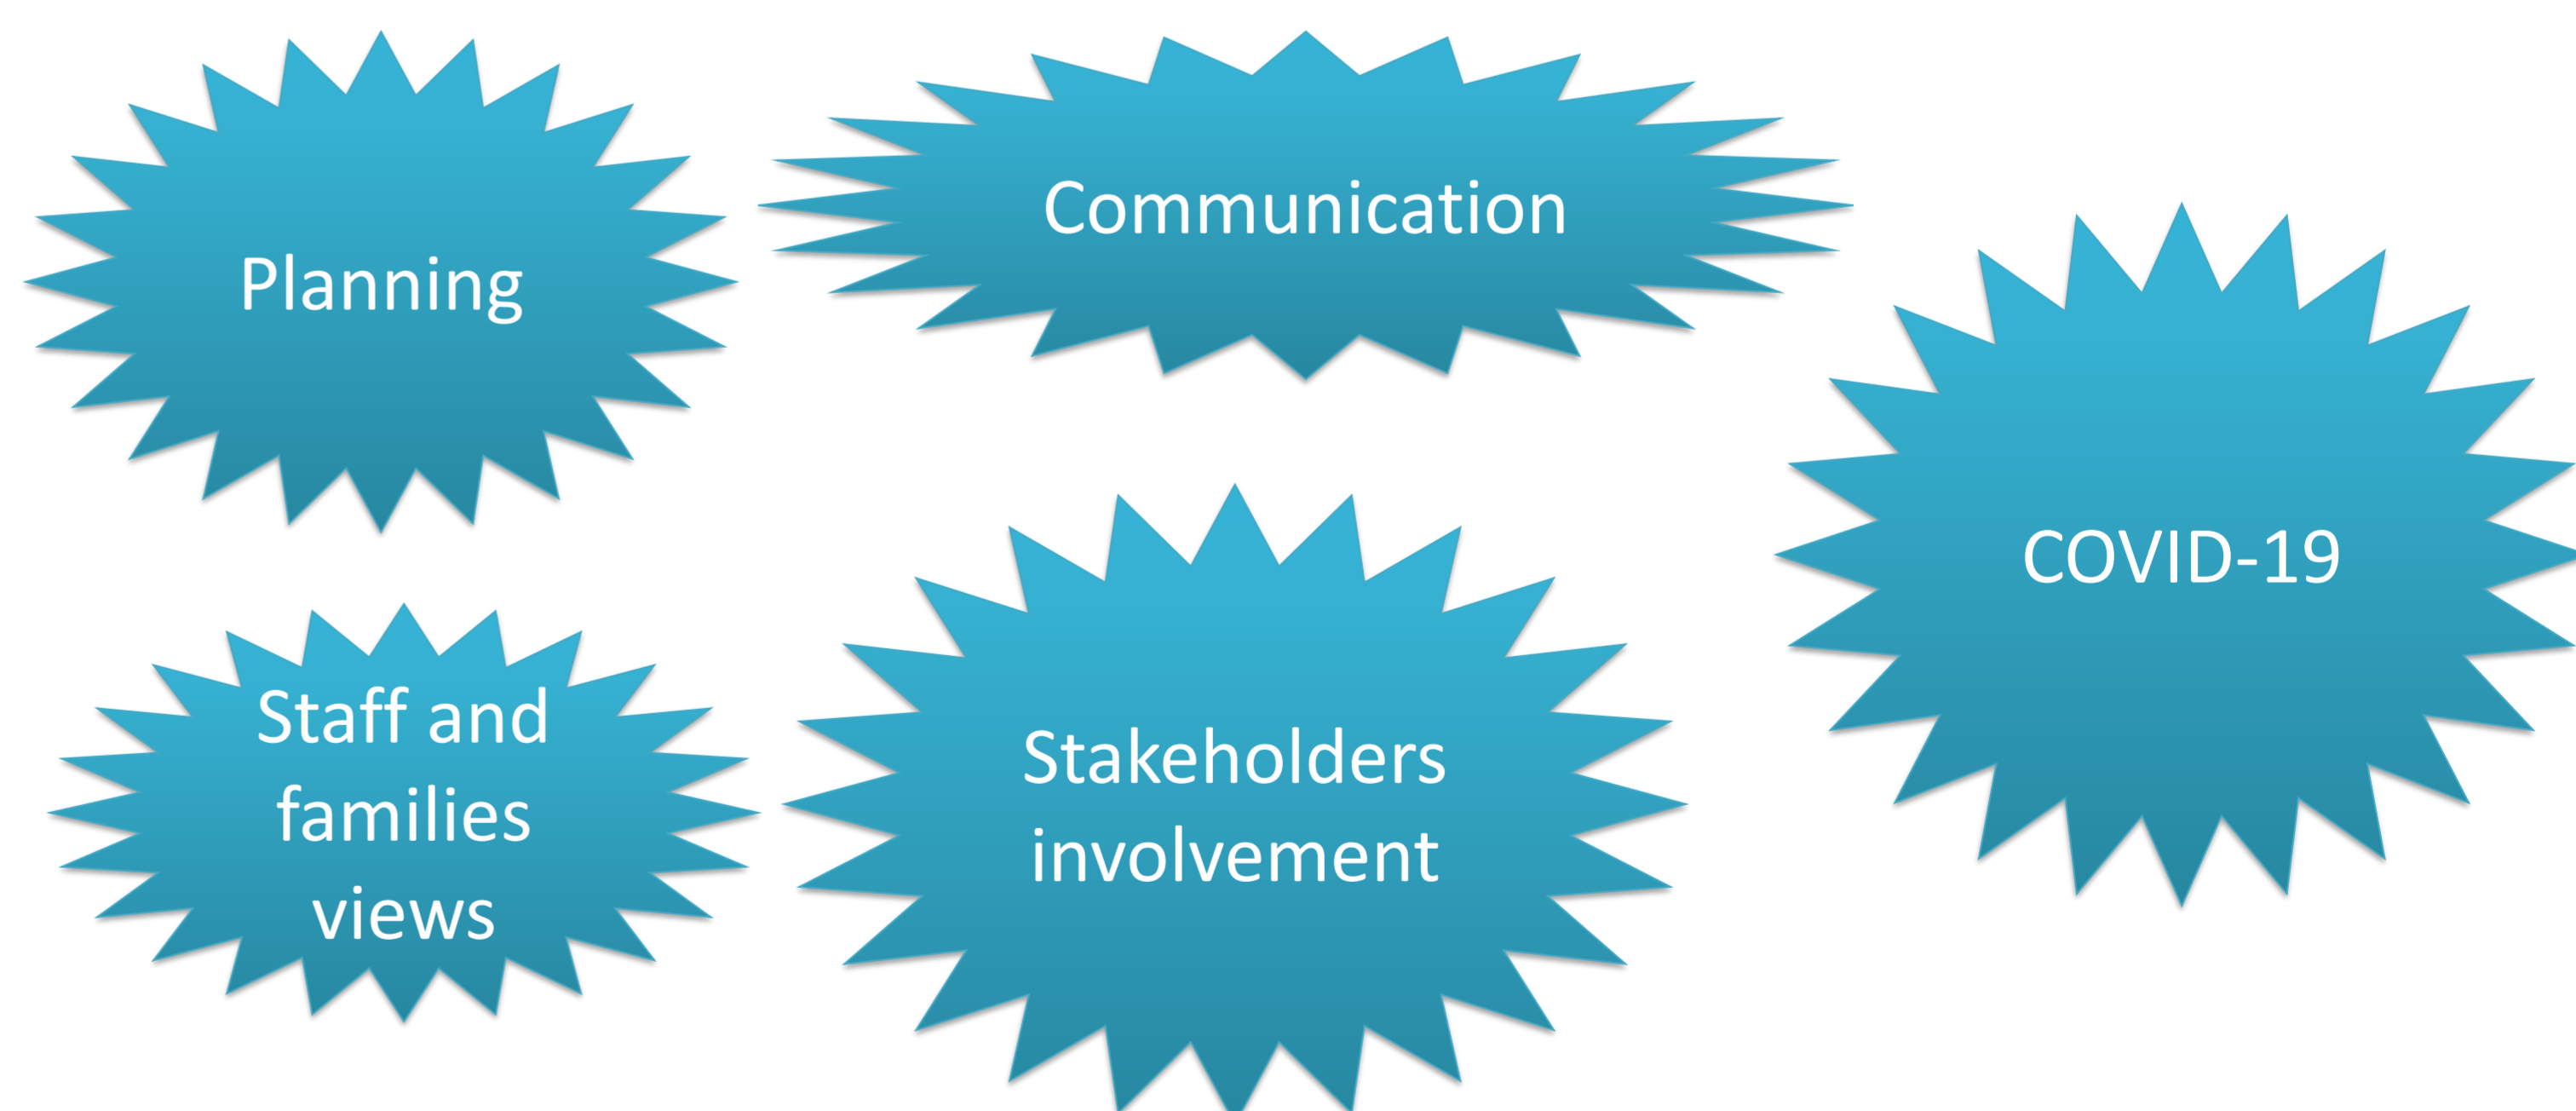 Planning
Communication
COVID-19
Staff and
families
views
Stakeholders
involvement